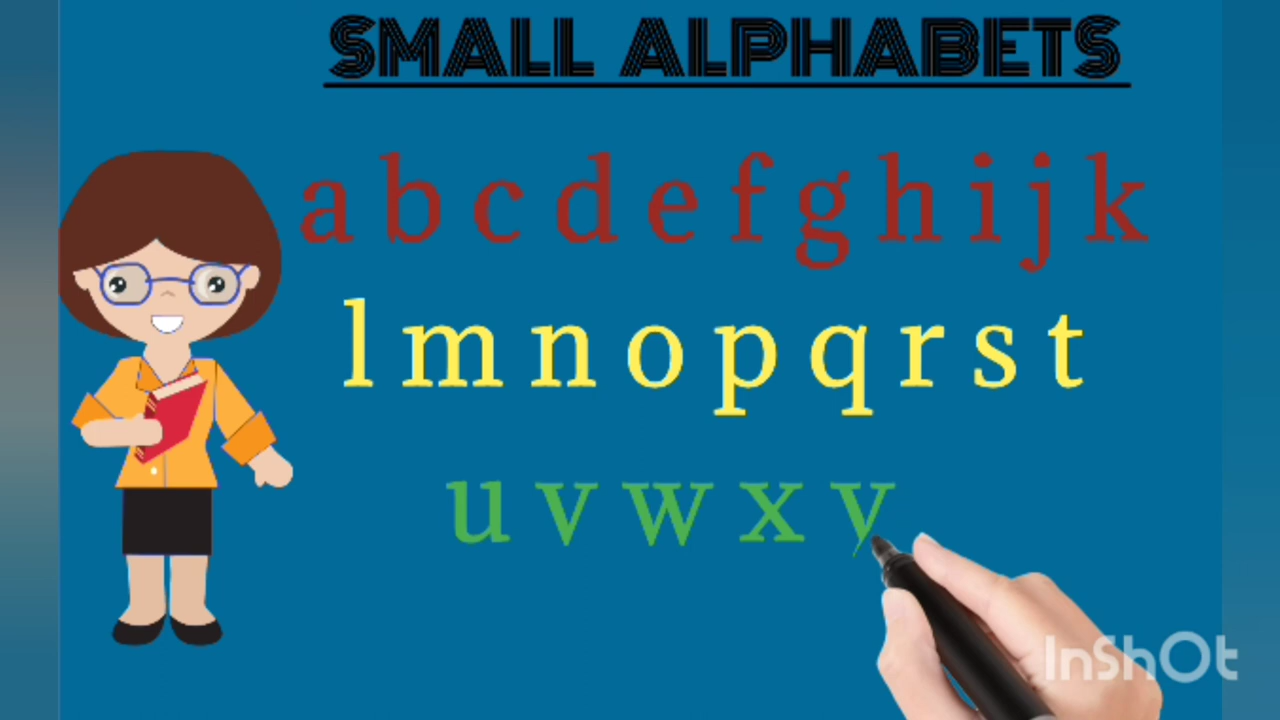 SMALL ALPHABETS
a b c d e f g h i j k
l m n o p q r s t
u v w x y
InShOt